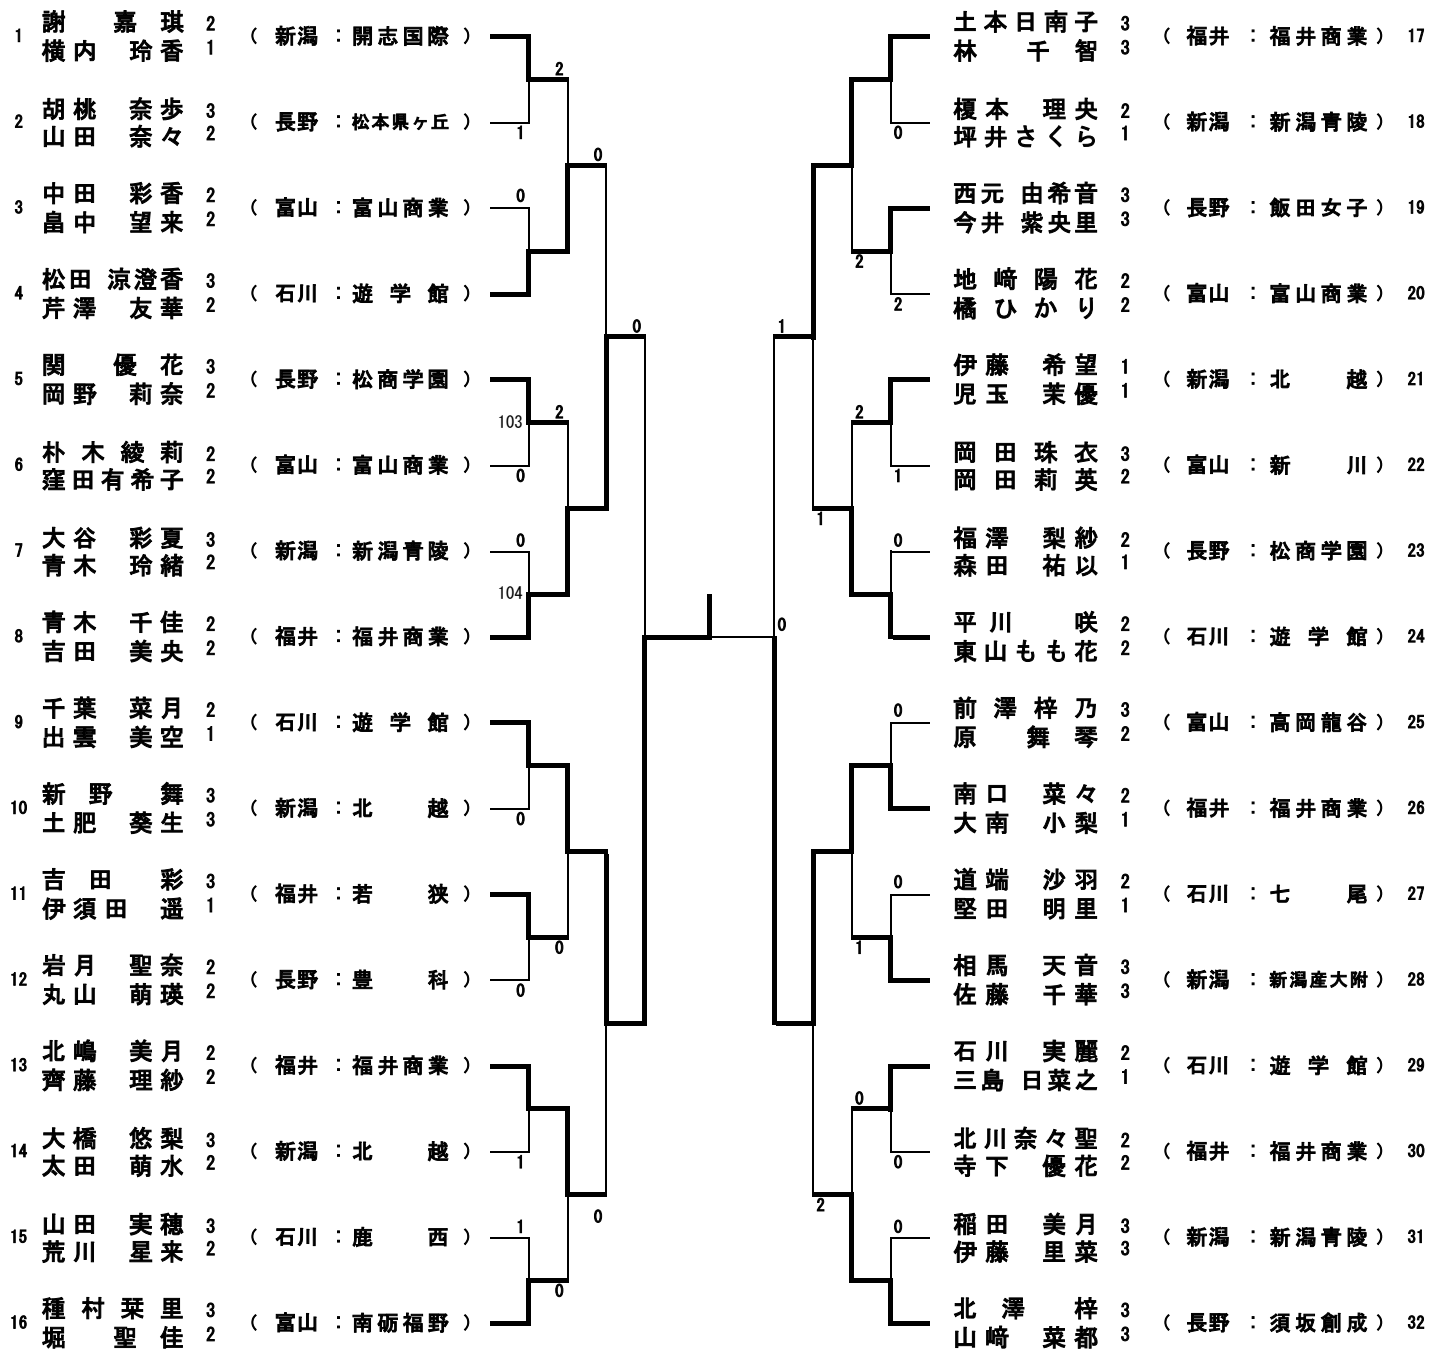 謝 嘉 琪 2
1 ( 新潟 : 開志国際 )
横内 玲香 1
2
胡桃 奈歩 3
2 ( 長野 : 松本県ヶ丘 )
山田 奈々 2
1
0
中田 彩香 2
3 ( 富山 : 富山商業 ) 0
畠中 望来 2
松田 涼澄香 3
4 ( 石川 : 遊学館 )
芹澤 友華 2
0
関 優花 3
5 ( 長野 : 松商学園 )
岡野 莉奈 2
103 2
朴木綾莉 2
6 ( 富山 : 富山商業 )
窪田有希子 2
0
大谷 彩夏 3
7 ( 新潟 : 新潟青陵 ) 0
青木 玲緒 2
104
青木 千佳 2
8 ( 福井 : 福井商業 )
吉田 美央 2
千葉 菜月 2
9 ( 石川 : 遊学館 )
出雲 美空 1
新野 舞 3
10 ( 新潟 : 北越 )
土肥 葵生 3
0
吉田 彩 3
11 ( 福井 : 若狭 )
伊須田 遥 1
0
岩月 聖奈 2
12 ( 長野 : 豊科 )
丸山 萌瑛 2
0
北嶋 美月 2
13 ( 福井 : 福井商業 )
齊藤 理紗 2
大橋 悠梨 3
14 ( 新潟 : 北越 )
太田 萌水 2
1
0
山田 実穂 3
15 ( 石川 : 鹿西 ) 1
荒川 星来 2
0
種村栞里 3
16 ( 富山 : 南砺福野 )
堀 聖佳 2
土本日南子 3
( 福井 : 福井商業 ) 17
林 千智 3
榎本 理央 2
( 新潟 : 新潟青陵 ) 18
坪井さくら 1
0
西元 由希音 3
( 長野 : 飯田女子 ) 19
今井 紫央里 3
2
地﨑陽花 2
( 富山 : 富山商業 ) 20
橘ひかり 2
2
1
伊藤 希望 1
( 新潟 : 北越 ) 21
児玉 茉優 1
2
岡田珠衣 3
( 富山 : 新川 ) 22
岡田莉英 2
1
1
福澤 梨紗 2
0 ( 長野 : 松商学園 ) 23
森田 祐以 1
0
平川 咲 2
( 石川 : 遊学館 ) 24
東山もも花 2
前澤梓乃 3
0 ( 富山 : 高岡龍谷 ) 25
原 舞琴 2
南口 菜々 2
( 福井 : 福井商業 ) 26
大南 小梨 1
道端 沙羽 2
0 ( 石川 : 七尾 ) 27
堅田 明里 1
1
相馬 天音 3
( 新潟 : 新潟産大附 ) 28
佐藤 千華 3
石川 実麗 2
( 石川 : 遊学館 ) 29
三島 日菜之 1
0
北川奈々聖 2
( 福井 : 福井商業 ) 30
寺下 優花 2
0
2
稲田 美月 3
0 ( 新潟 : 新潟青陵 ) 31
伊藤 里菜 3
北澤 梓 3
( 長野 : 須坂創成 ) 32
山﨑 菜都 3